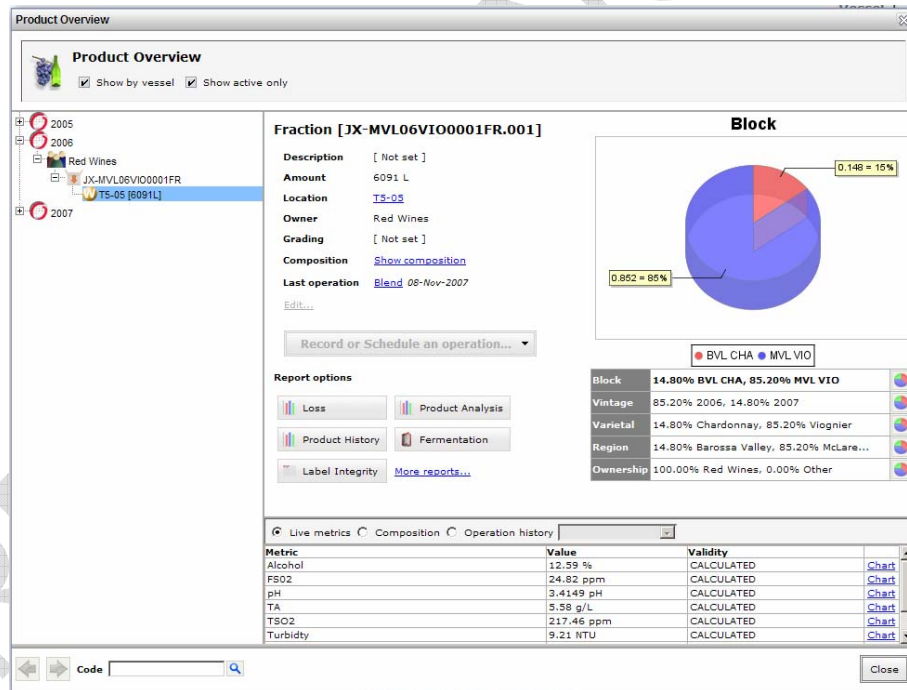 Product Overview
Product Overview
Show by vessel Show active only
2005
2006
Red Wines
JX-MVL06VIO0001FR
T5-05 [6091L]
2007
Fraction [JX-MVL06VIO0001FR.001]
Description [ Not set ]
Amount 6091 L
Location T5-05
Owner Red Wines
Grading [ Not set ]
Composition Show composition
Last operation Blend 08-Nov-2007
Edit...
Record or Schedule an operation...
Report options
Loss Product Analysis
Product History Fermentation
Label Integrity More reports...
Block
0.148 = 15%
0.852 = 85%
BVL CHA MVL VIO
Block 14.80% BVL CHA, 85.20% MVL VIO
Vintage 85.20% 2006, 14.80% 2007
Varietal 14.80% Chardonnay, 85.20% Viognier
Region 14.80% Barossa Valley, 85.20% McLare...
Ownership 100.00% Red Wines, 0.00% Other
Live metrics Composition Operation history
Metric Value Validity
Alcohol 12.59 % CALCULATED Chart
FS02 24.82 ppm CALCULATED Chart
pH 3.4149 pH CALCULATED Chart
TA 5.58 g/L CALCULATED Chart
TSO2 217.46 ppm CALCULATED Chart
Turbidty 9.21 NTU CALCULATED Chart
Code Close